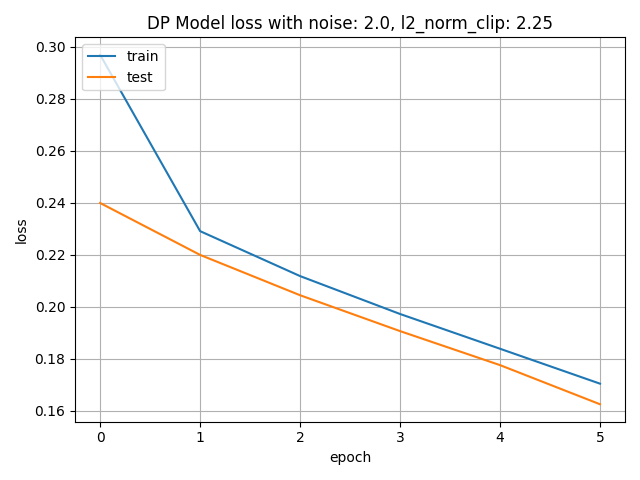 DP Model loss with noise: 2.0, l2_norm_clip: 2.25
train
test
loss
0.30
0.28
0.26
0.24
0.22
0.20
0.18
0.16
0 1 2 3 4 5
epoch